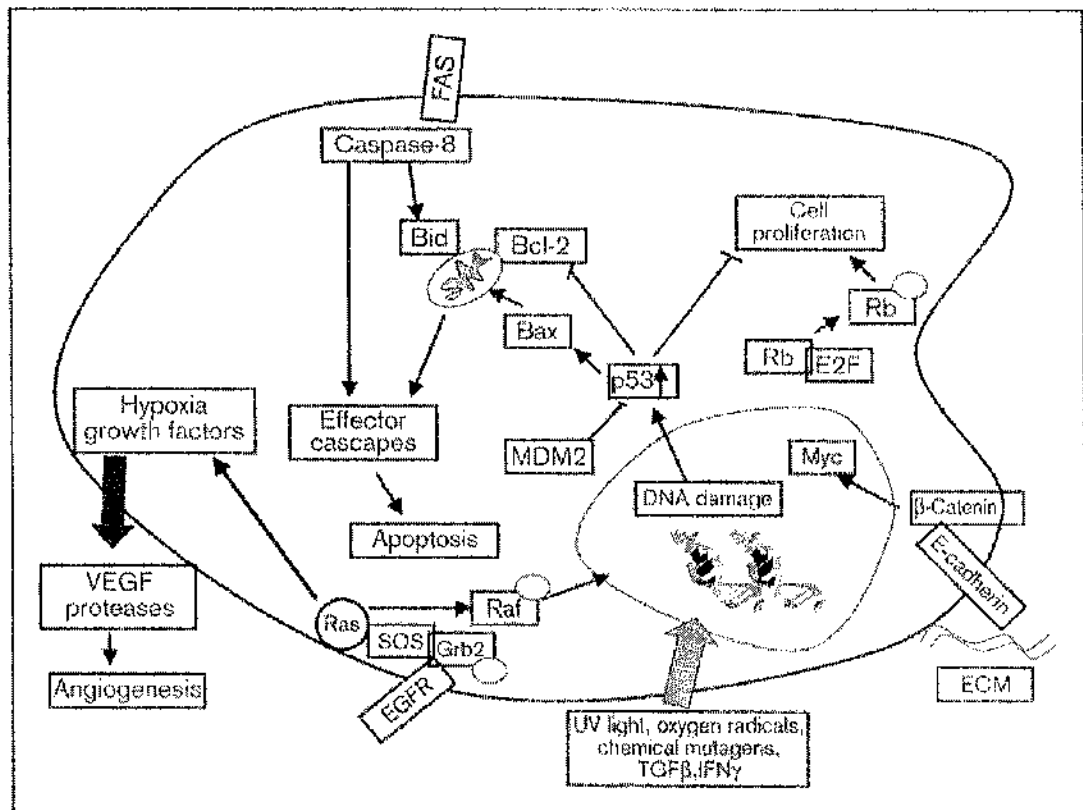 FAS
Caspase-8
Bid
Bcl-2
Cell
proliferation
Rb
Bax
Rb
E2F
p53
Hypoxia
growth factors
Effector
cascapes
MDM2
Myc
DNA damage
β-Catenin
Apoptosis
E-cadherin
VEGF
proteases
Raf
Ras
SOS
Grb2
ECM
Angiogenesis
EGFR
UV light, oxygen radicals,
chemical mutagens,
TGFβ,IFNγ